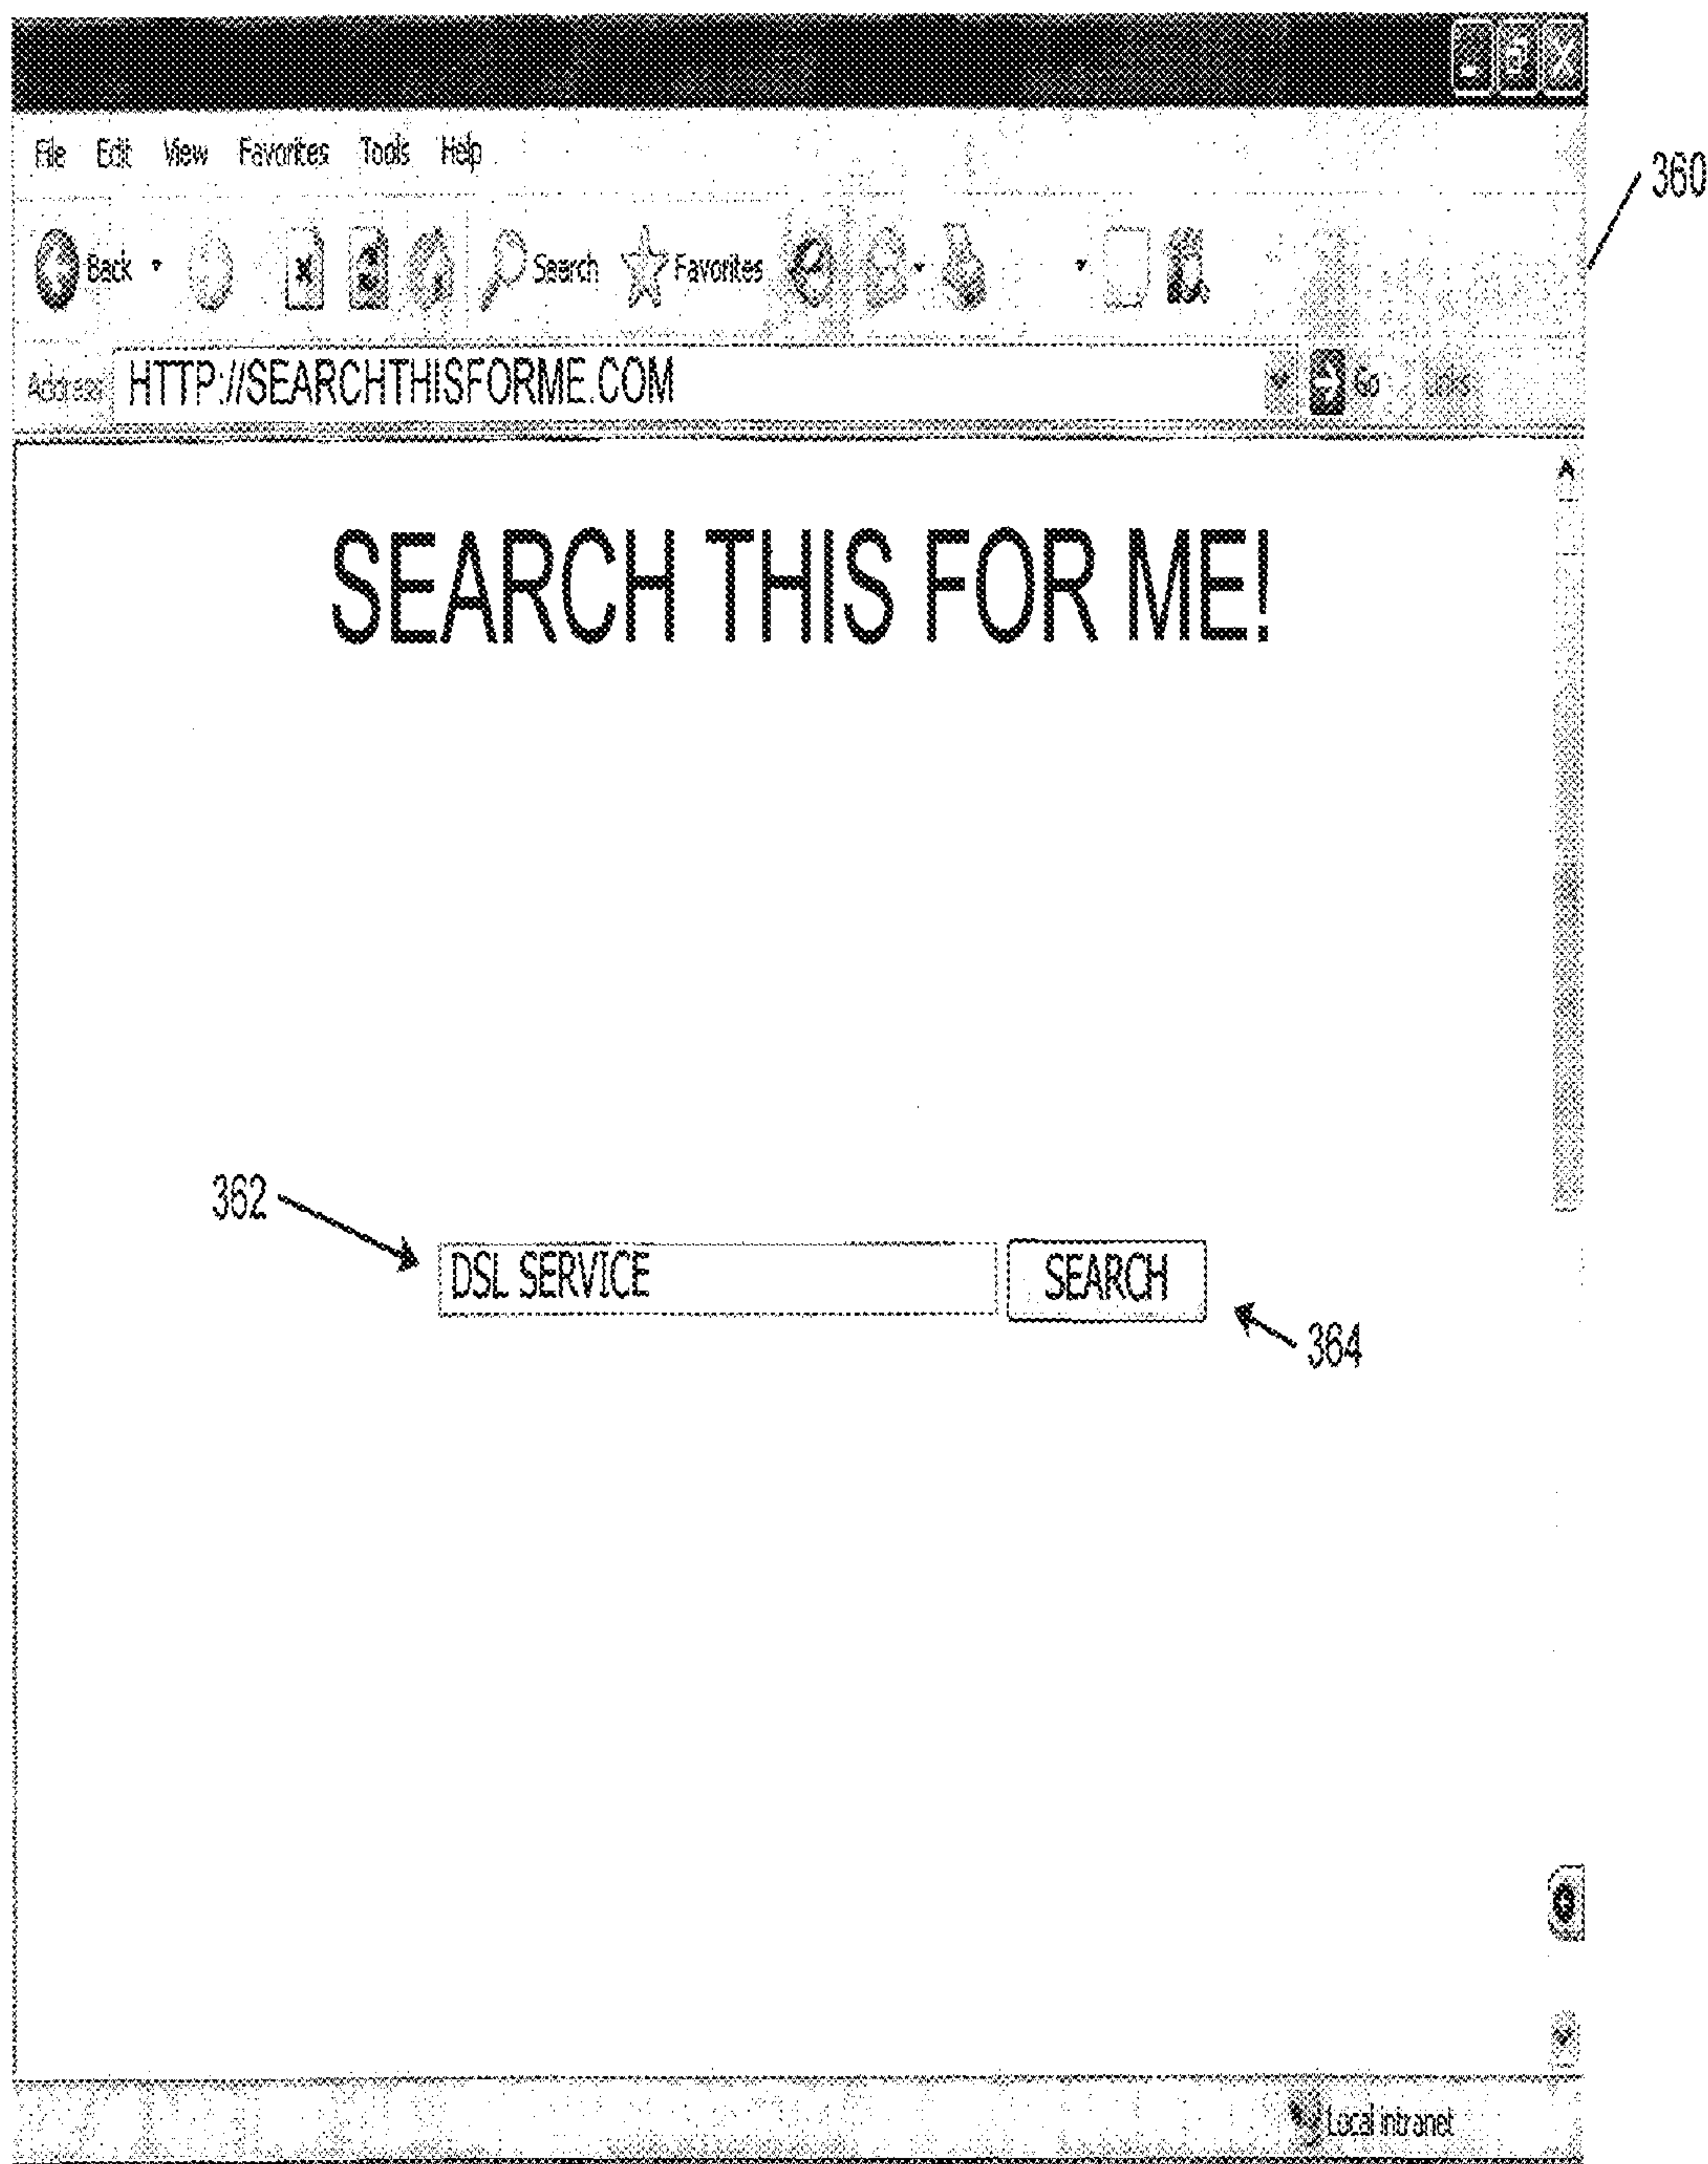 File Edit View Favorites Tools Help
360
Back Search Favorites
Address HTTP://SEARCHTHISFORME.COM Go Links
SEARCH THIS FOR ME!
362
DSL SERVICE SEARCH
364
Local intranet